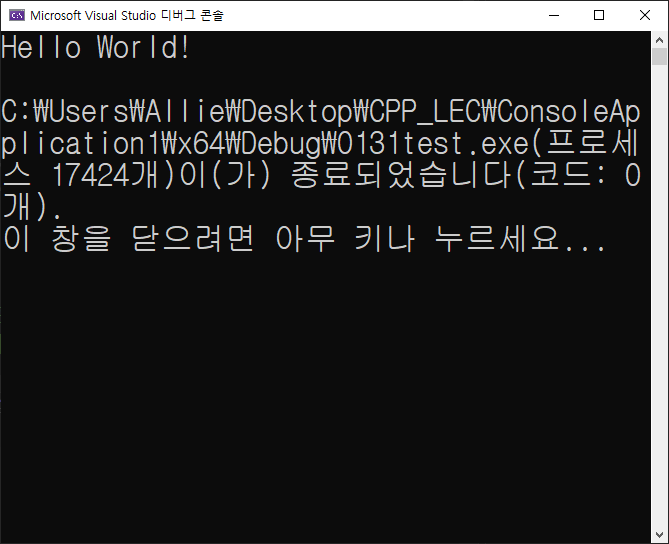 Microsoft Visual Studio 디버그 콘솔
Hello World!
C:₩Users₩Allie₩Desktop₩CPP_LEC₩ConsoleAp
plication1₩x64₩Debug₩0131test.exe(프로세
스 17424개)이(가) 종료되었습니다(코드: 0
개).
이 창을 닫으려면 아무 키나 누르세요...